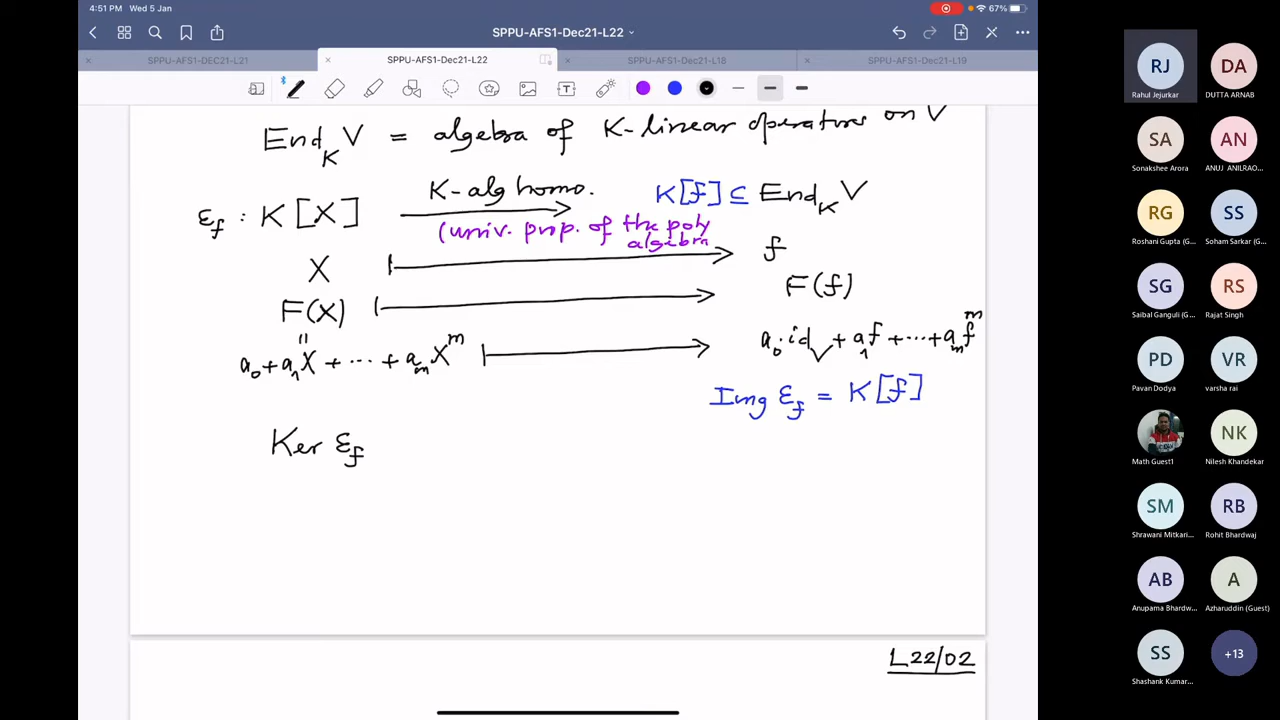 4:51 PM Wed 5 Jan
67%
SPPU-AFS1-Dec21-L22
SPPU-AFS1-DEC21-L21
SPPU-AFS1-Dec21-L22
SPPU-AFS1-Dec21-L18
SPPU-AFS1-Dec21-L19
End_K V = algebra of K-linear operators on V
ε_f : K[X] K-alg homo. K[f] ⊆ End_K V
(univ. prop. of the poly
algebra
X ↦ f
F(X) ↦ F(f)
"
a_0 + a_1 X + ··· + a_m X^m ↦ a_0 · id_V + a_1 f + ··· + a_m f^m
Img ε_f = K[f]
Ker ε_f
L22/02
RJ
Rahul Jejurkar
DA
DUTTA ARNAB
SA
Sonakshee Arora
AN
ANUJ ANILRAO...
RG
Roshani Gupta (G...
SS
Soham Sarkar (G...
SG
Saibal Ganguli (G...
RS
Rajat Singh
PD
Pavan Dodya
VR
varsha rai
Math Guest1
NK
Nilesh Khandekar
SM
Shrawani Mitkari...
RB
Rohit Bhardwaj
AB
Anupama Bhardw...
A
Azharuddin (Guest)
SS
Shashank Kumar...
+13